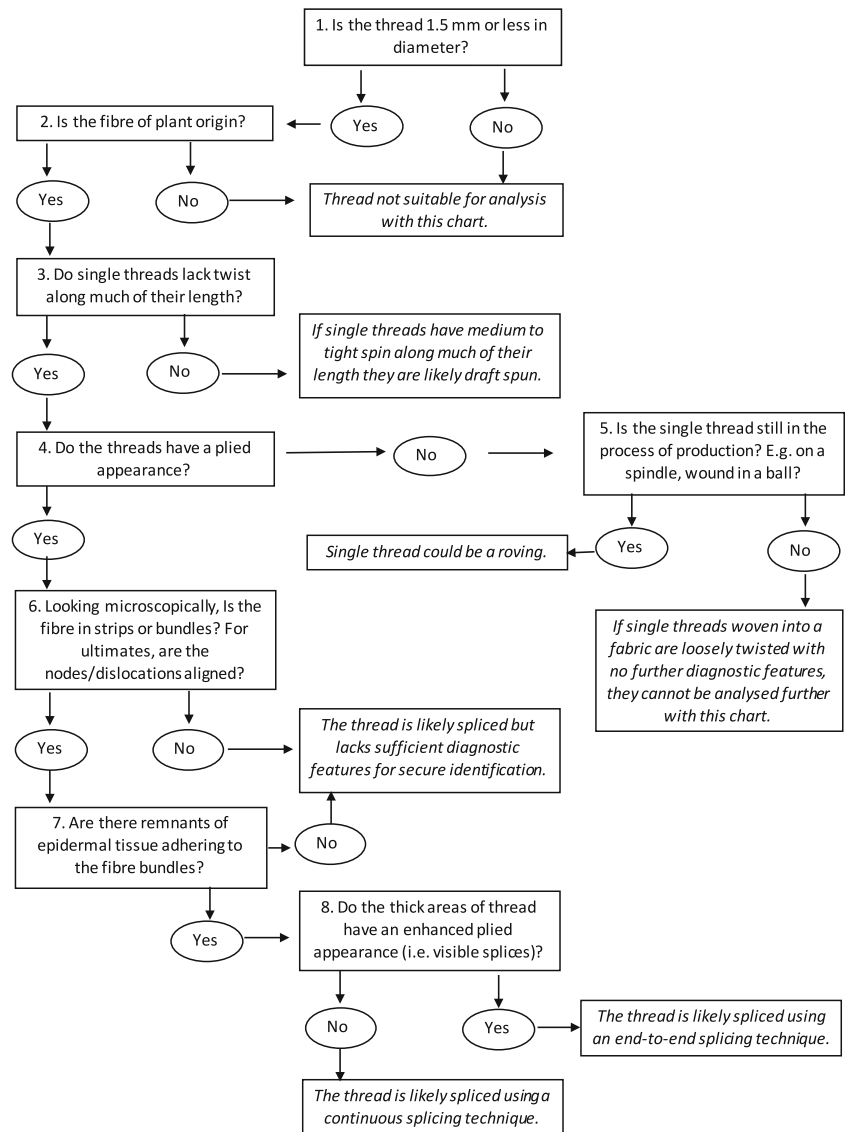 1. Is the thread 1.5 mm or less in
diameter?
Yes
No
2. Is the fibre of plant origin?
Yes
No
Thread not suitable for analysis
with this chart.
3. Do single threads lack twist
along much of their length?
Yes
No
If single threads have medium to
tight spin along much of their
length they are likely draft spun.
4. Do the threads have a plied
appearance?
No
5. Is the single thread still in the
process of production? E.g. on a
spindle, wound in a ball?
Yes
Single thread could be a roving.
Yes
No
6. Looking microscopically, Is the
fibre in strips or bundles? For
ultimates, are the
nodes/dislocations aligned?
If single threads woven into a
fabric are loosely twisted with
no further diagnostic features,
they cannot be analysed further
with this chart.
Yes
No
The thread is likely spliced but
lacks sufficient diagnostic
features for secure identification.
7. Are there remnants of
epidermal tissue adhering to
the fibre bundles?
No
Yes
8. Do the thick areas of thread
have an enhanced plied
appearance (i.e. visible splices)?
No
Yes
The thread is likely spliced using
an end-to-end splicing technique.
The thread is likely spliced using a
continuous splicing technique.